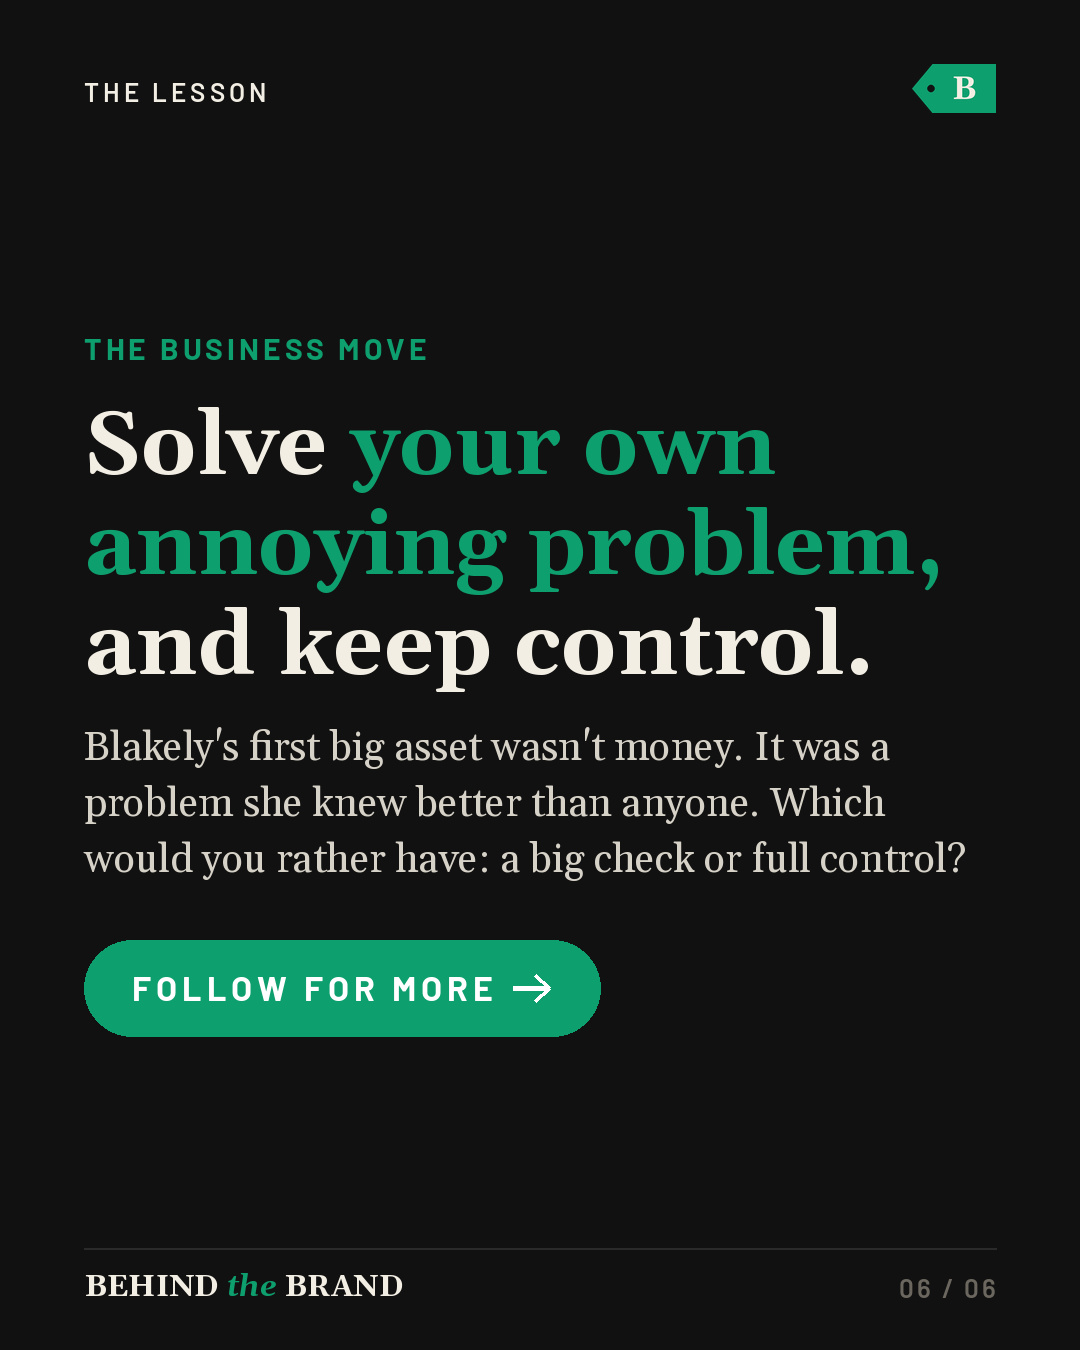 THE LESSON
B
THE BUSINESS MOVE
Solve your own
annoying problem,
and keep control.
Blakely's first big asset wasn't money. It was a
problem she knew better than anyone. Which
would you rather have: a big check or full control?
FOLLOW FOR MORE →
BEHIND the BRAND
06 / 06